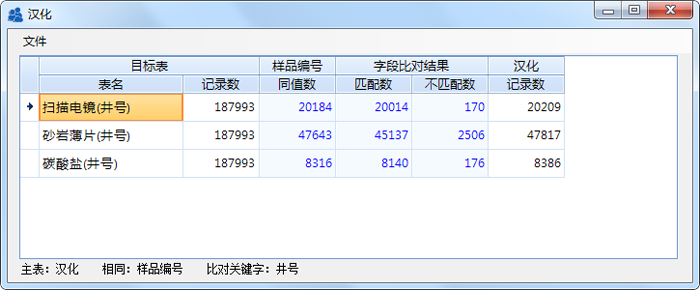 汉化
文件
目标表 样品编号 字段比对结果 汉化
表名 记录数 同值数 匹配数 不匹配数 记录数
扫描电镜(井号) 187993 20184 20014 170 20209
砂岩薄片(井号) 187993 47643 45137 2506 47817
碳酸盐(井号) 187993 8316 8140 176 8386
主表：汉化 相同：样品编号 比对关键字：井号